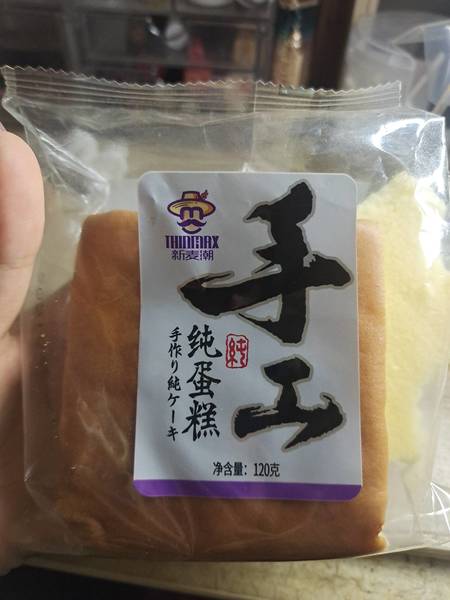 THINMAX
新麦潮
手工
純
纯蛋糕
手作り純ケーキ
净含量：120克